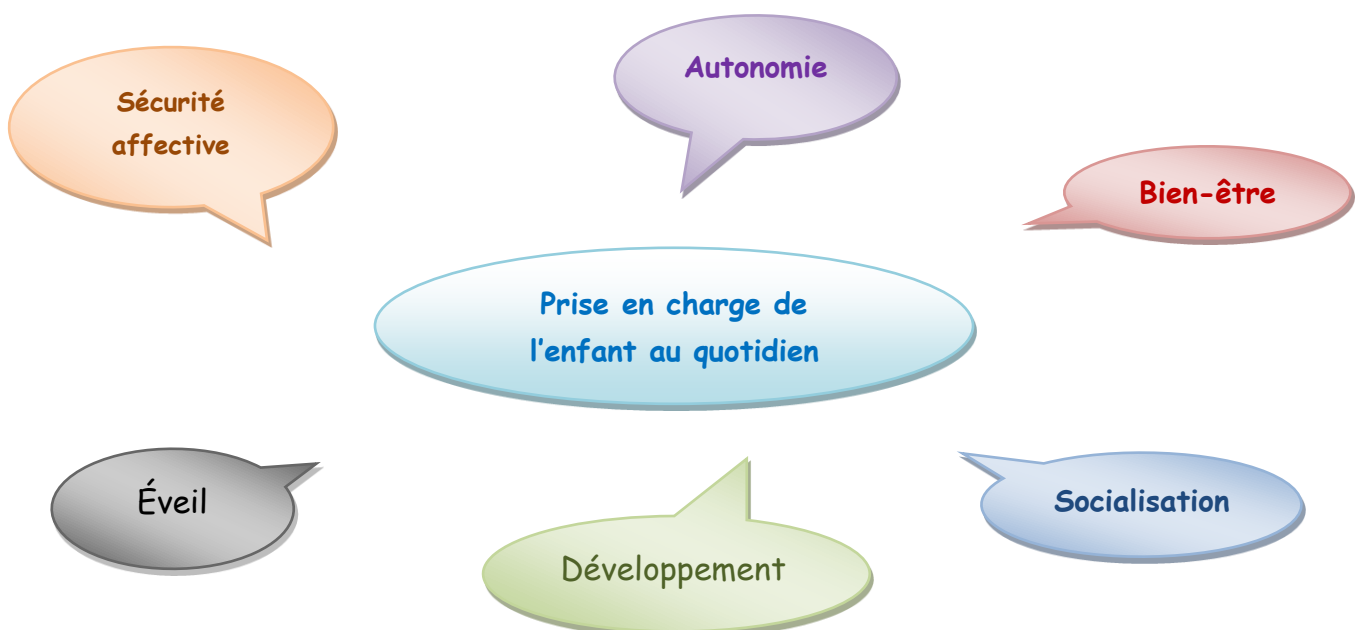 Sécurité
affective
Autonomie
Bien-être
Prise en charge de
l'enfant au quotidien
Éveil
Développement
Socialisation